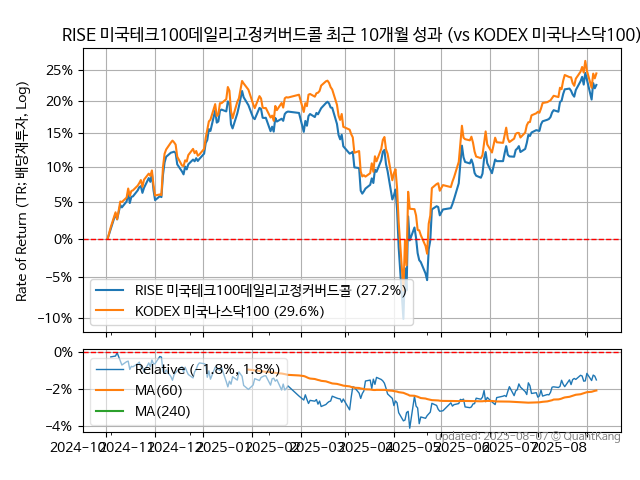 RISE 미국테크100데일리고정커버드콜 최근 10개월 성과 (vs KODEX 미국나스닥100)
Rate of Return (TR: 배당재투자, Log)
25%
20%
15%
10%
5%
0%
−5%
−10%
RISE 미국테크100데일리고정커버드콜 (27.2%)
KODEX 미국나스닥100 (29.6%)
0%
−2%
−4%
Relative (−1.8%, 1.8%)
MA(60)
MA(240)
updated: 2025-08-07 © QuantKang
2024-10 2024-11 2024-12 2025-01 2025-02 2025-03 2025-04 2025-05 2025-06 2025-07 2025-08